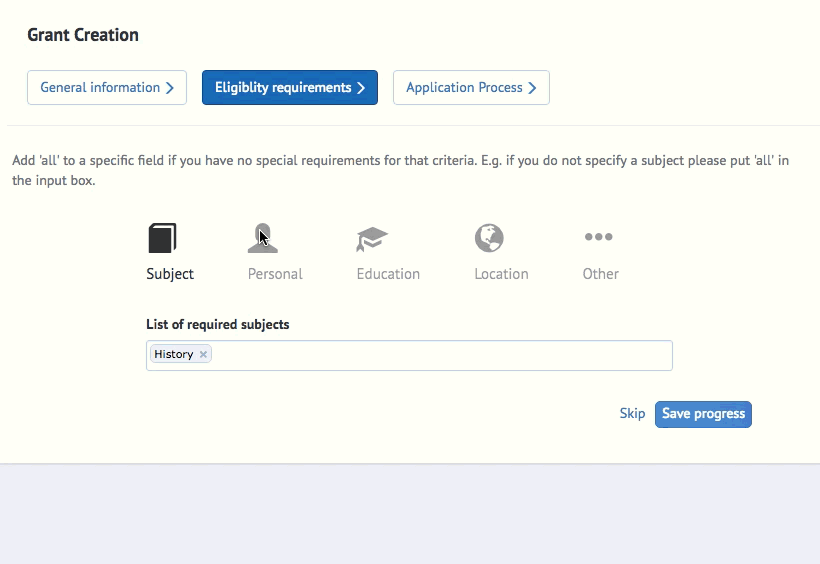 Grant Creation
General information
Eligiblity requirements
Application Process
Add 'all' to a specific field if you have no special requirements for that criteria. E.g. if you do not specify a subject please put 'all' in
the input box.
Subject
Personal
Education
Location
Other
List of required subjects
History ×
Skip
Save progress